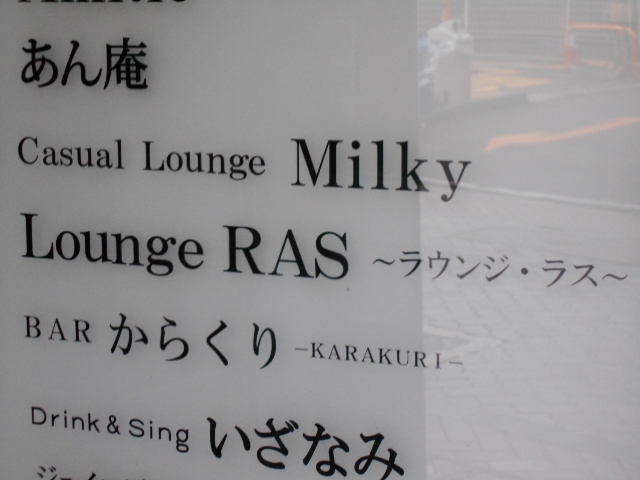 あん庵
Casual Lounge Milky
Lounge RAS ～ラウンジ・ラス～
BAR からくり －KARAKURI－
Drink & Sing いざなみ